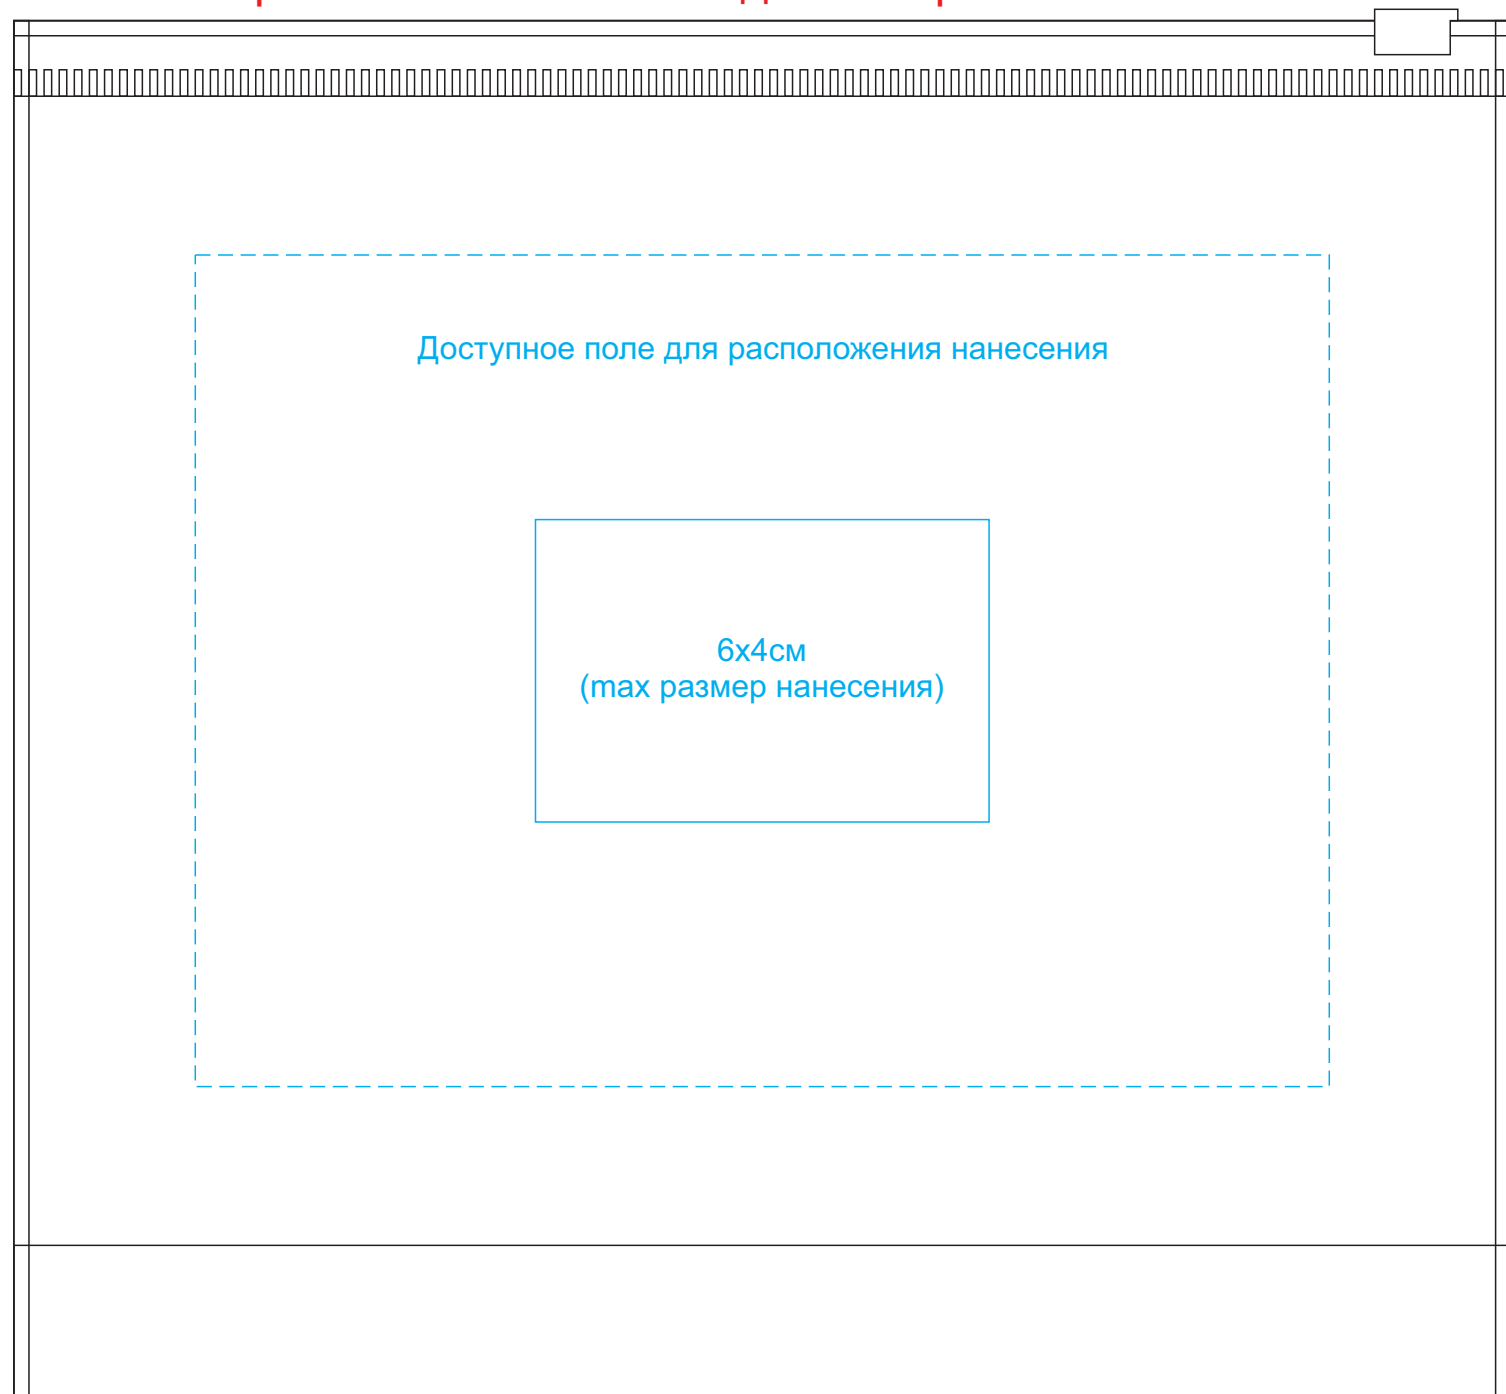 Доступное поле для расположения нанесения
6х4см
(max размер нанесения)